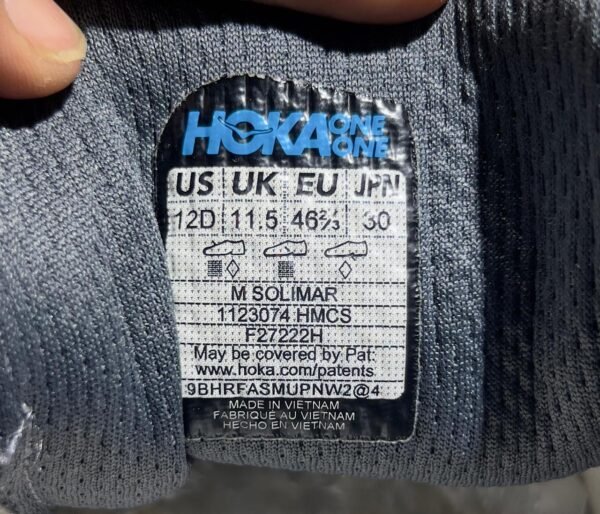 HOKA ONE ONE
US UK EU JPN
12D 11.5 46⅔ 30
M SOLIMAR
1123074 HMCS
F27222H
May be covered by Pat:
www.hoka.com/patents
9BHRFASMUPNW2@4
MADE IN VIETNAM
FABRIQUÉ AU VIETNAM
HECHO EN VIETNAM